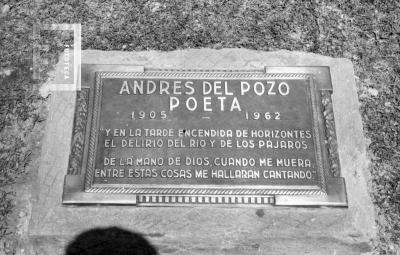 ANDRES DEL POZO
POETA
1905 — 1962
"Y EN LA TARDE ENCENDIDA DE HORIZONTES
EL DELIRIO DEL RIO Y DE LOS PAJAROS
DE LA MANO DE DIOS, CUANDO ME MUERA,
ENTRE ESTAS COSAS ME HALLARAN CANTANDO"